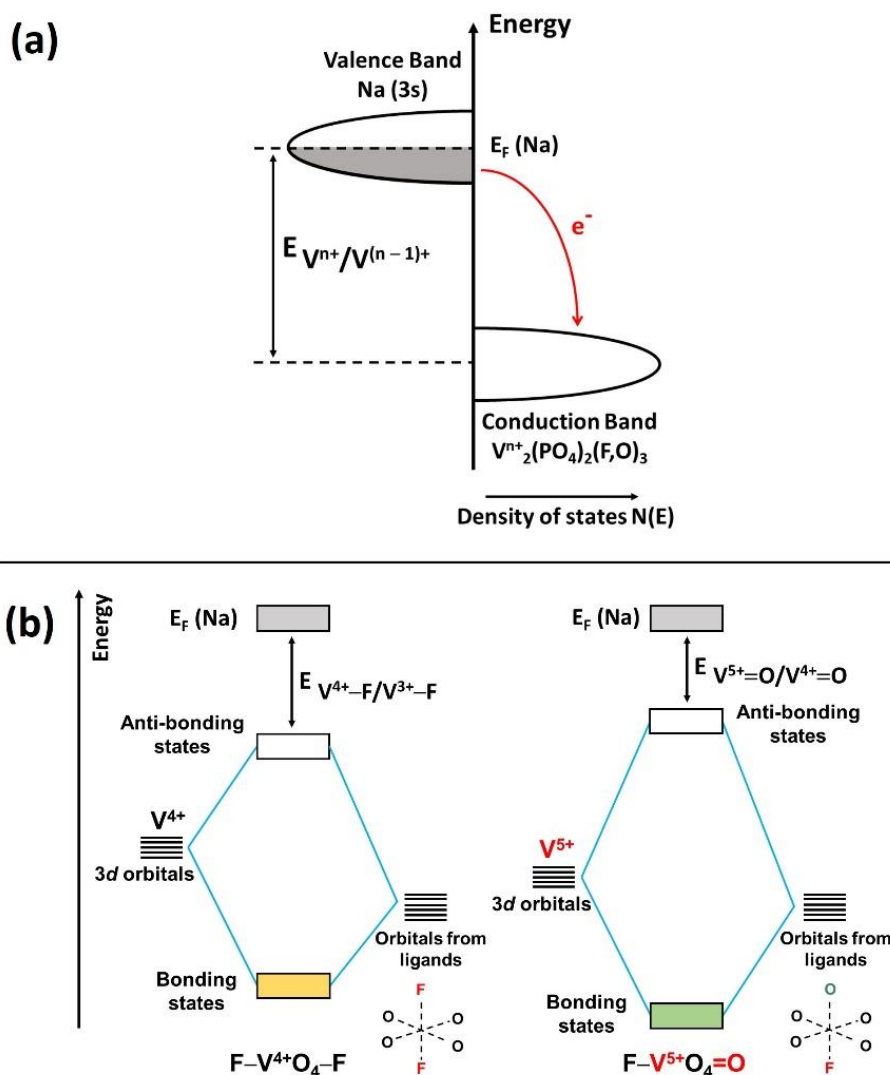 (a)
Energy
Valence Band
Na (3s)
E_F (Na)
e⁻
E Vⁿ⁺/V⁽ⁿ ⁻ ¹⁾⁺
Conduction Band
Vⁿ⁺₂(PO₄)₂(F,O)₃
Density of states N(E)
(b)
Energy
E_F (Na)
E V⁴⁺–F/V³⁺–F
Anti-bonding
states
V⁴⁺
3d orbitals
Orbitals from
ligands
Bonding
states
F
O O
O O
F
F–V⁴⁺O₄–F
E_F (Na)
E V⁵⁺=O/V⁴⁺=O
Anti-bonding
states
V⁵⁺
3d orbitals
Orbitals from
ligands
Bonding
states
O
O O
O O
F
F–V⁵⁺O₄=O